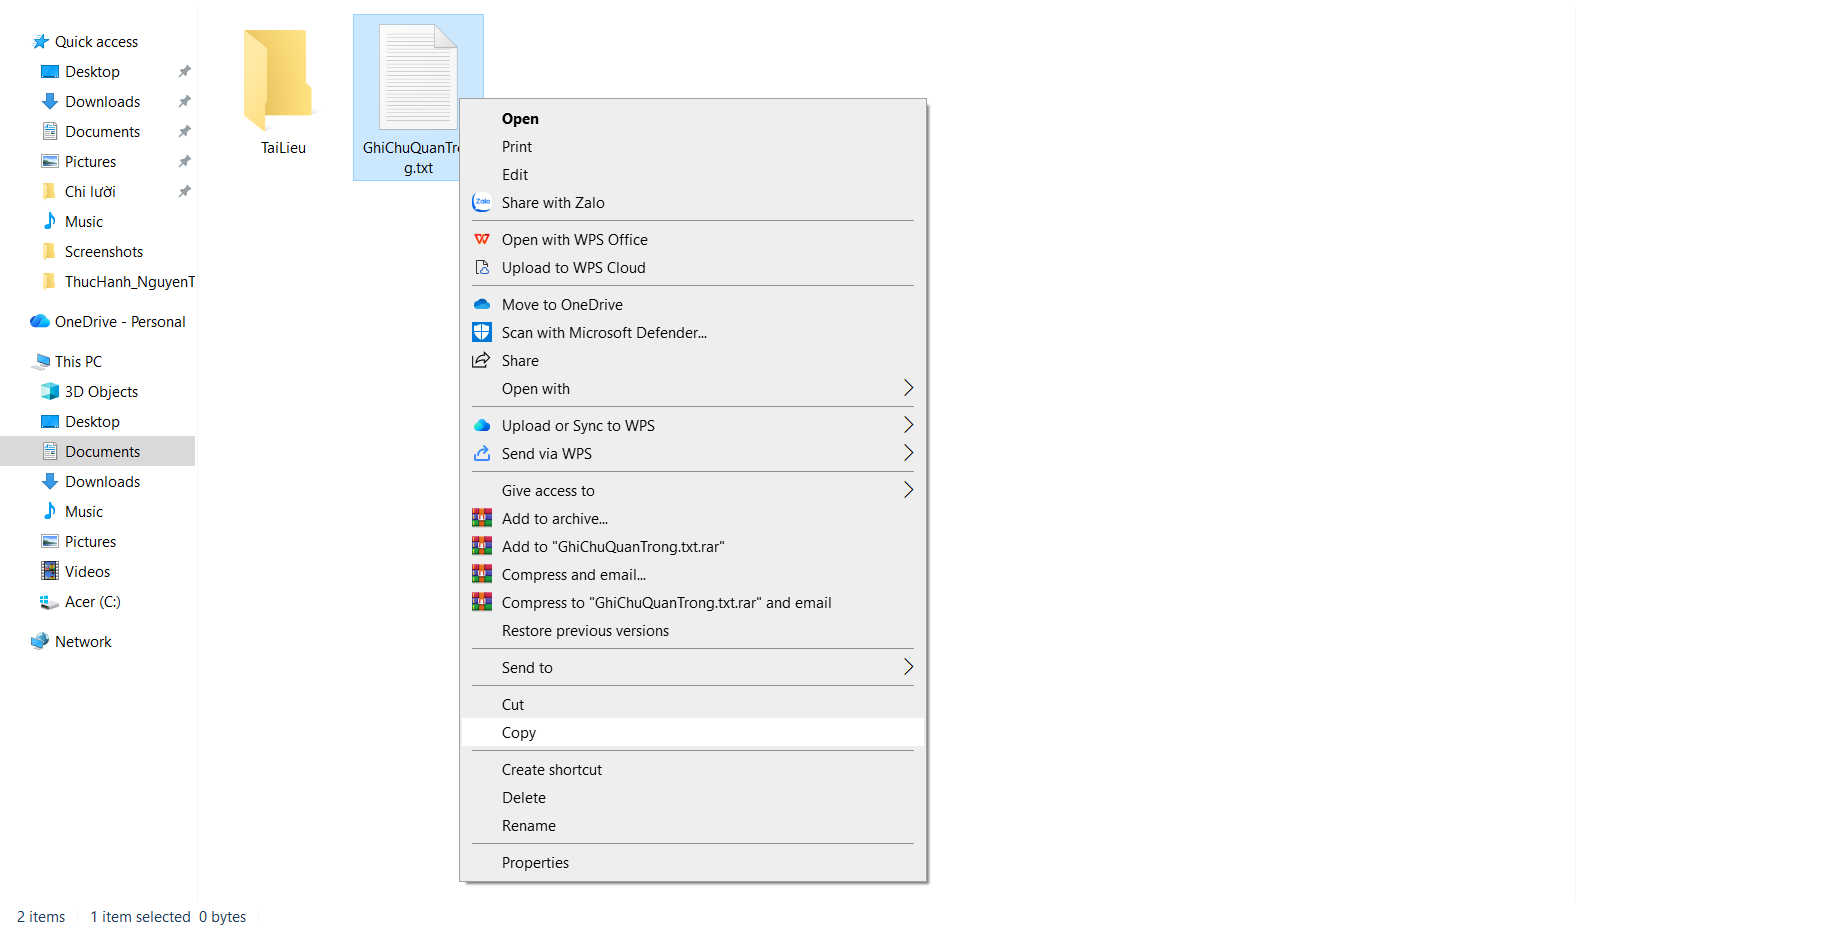 Quick access
Desktop
Downloads
Documents
Pictures
Chi lười
Music
Screenshots
ThucHanh_NguyenT
OneDrive - Personal
This PC
3D Objects
Desktop
Documents
Downloads
Music
Pictures
Videos
Acer (C:)
Network
TaiLieu
GhiChuQuanTr
g.txt
Open
Print
Edit
Zalo
Share with Zalo
Open with WPS Office
Upload to WPS Cloud
Move to OneDrive
Scan with Microsoft Defender...
Share
Open with
Upload or Sync to WPS
Send via WPS
Give access to
Add to archive...
Add to "GhiChuQuanTrong.txt.rar"
Compress and email...
Compress to "GhiChuQuanTrong.txt.rar" and email
Restore previous versions
Send to
Cut
Copy
Create shortcut
Delete
Rename
Properties
2 items
1 item selected 0 bytes